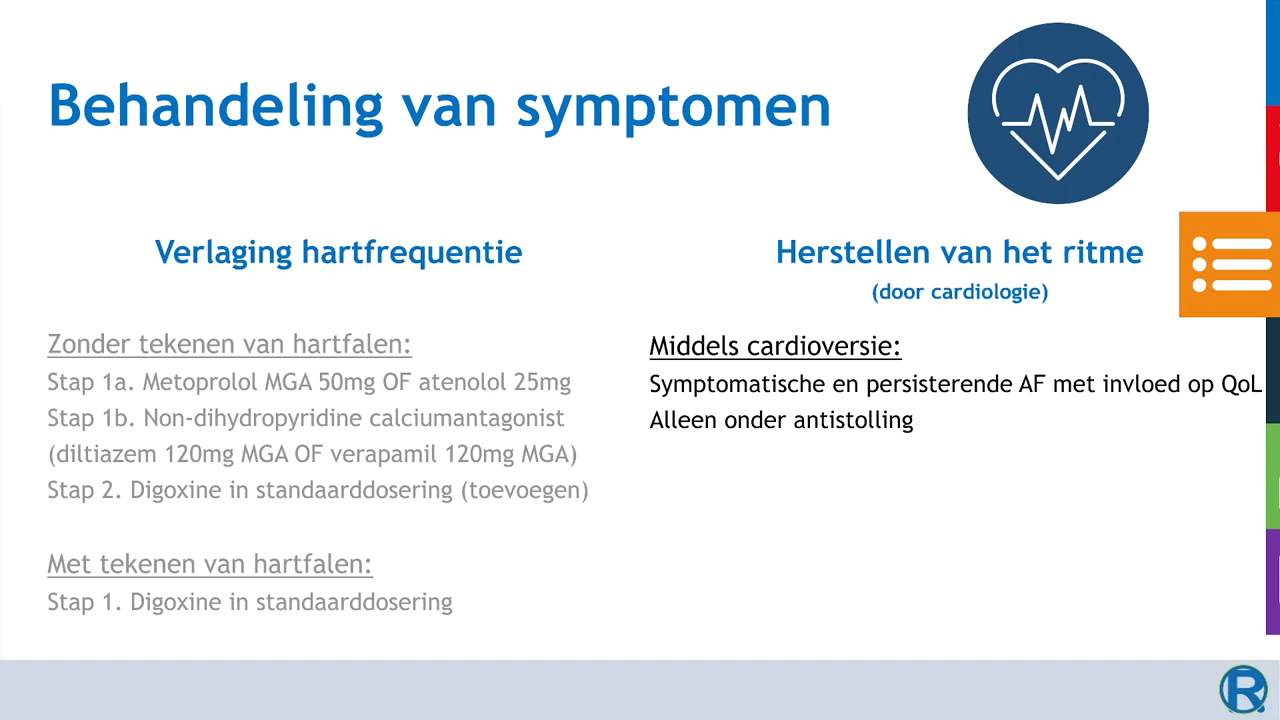 Behandeling van symptomen
Verlaging hartfrequentie
Zonder tekenen van hartfalen:
Stap 1a. Metoprolol MGA 50mg OF atenolol 25mg
Stap 1b. Non-dihydropyridine calciumantagonist
(diltiazem 120mg MGA OF verapamil 120mg MGA)
Stap 2. Digoxine in standaarddosering (toevoegen)
Met tekenen van hartfalen:
Stap 1. Digoxine in standaarddosering
Herstellen van het ritme
(door cardiologie)
Middels cardioversie:
Symptomatische en persisterende AF met invloed op QoL
Alleen onder antistolling
R